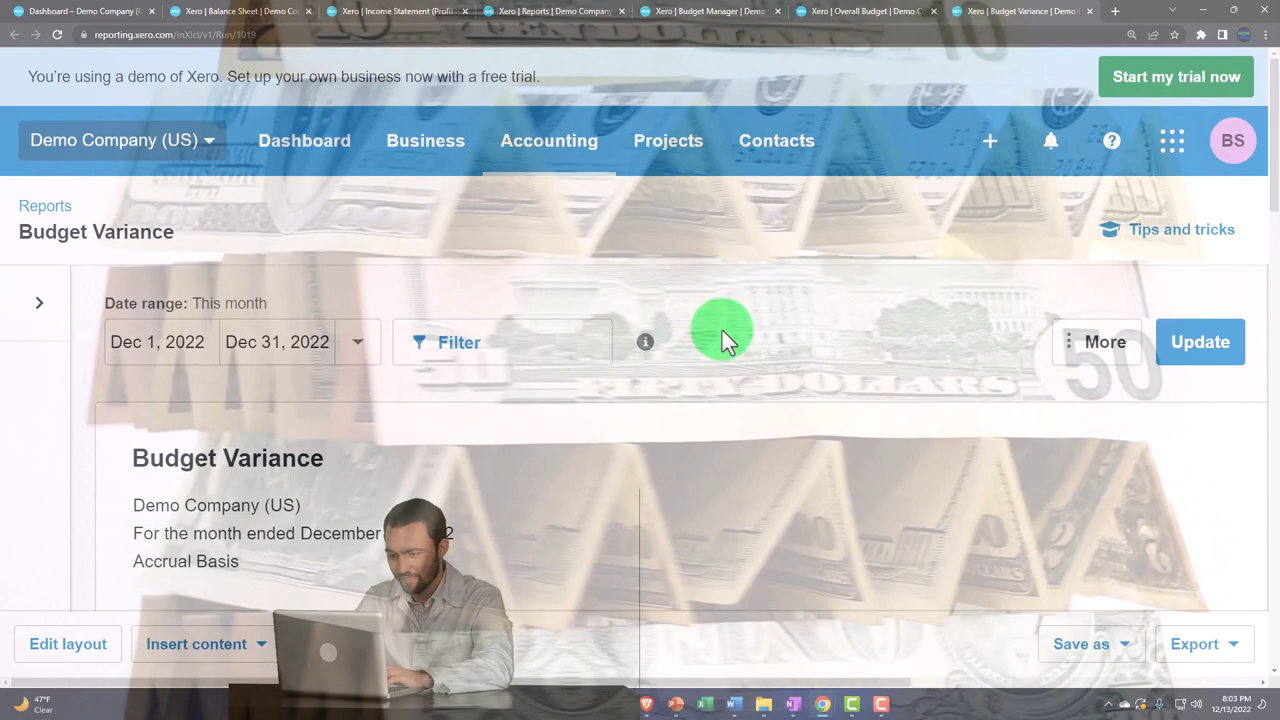 Dashboard – Demo Company (U
Xero | Balance Sheet | Demo Co
Xero | Income Statement (Profi
Xero | Reports | Demo Company
Xero | Budget Manager | Demo
Xero | Overall Budget | Demo C
Xero | Budget Variance | Demo
reporting.xero.com/!nXlcl/v1/Run/1019
You're using a demo of Xero. Set up your own business now with a free trial.
Start my trial now
Demo Company (US)
Dashboard
Business
Accounting
Projects
Contacts
BS
Reports
Budget Variance
Tips and tricks
Date range: This month
Dec 1, 2022
Dec 31, 2022
Filter
More
Update
50
FIFTY DOLLARS
Budget Variance
Demo Company (US)
For the month ended December 2
Accrual Basis
Edit layout
Insert content
Save as
Export
47°F
Clear
8:03 PM
12/13/2022